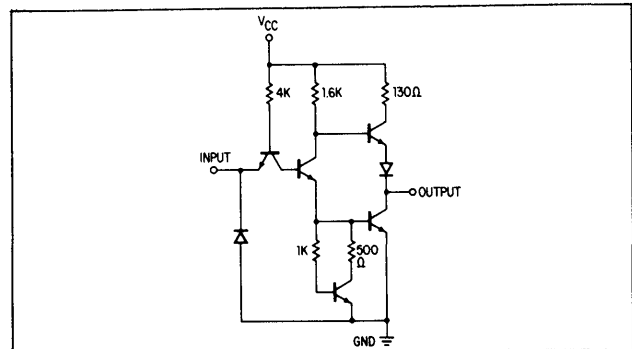 VCC
4K
1.6K
130Ω
INPUT
OUTPUT
1K
500
Ω
GND